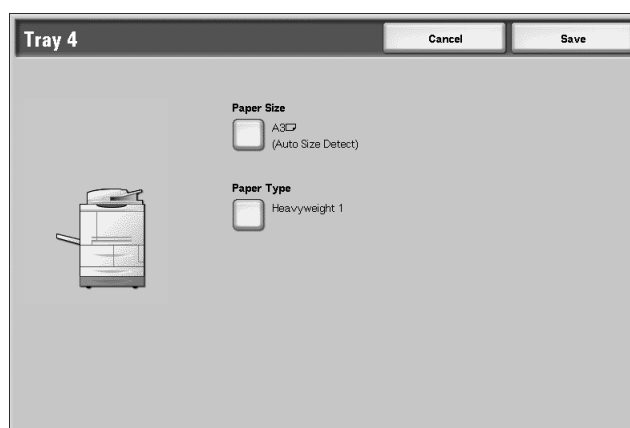 Tray 4
Cancel
Save
Paper Size
A3
(Auto Size Detect)
Paper Type
Heavyweight 1